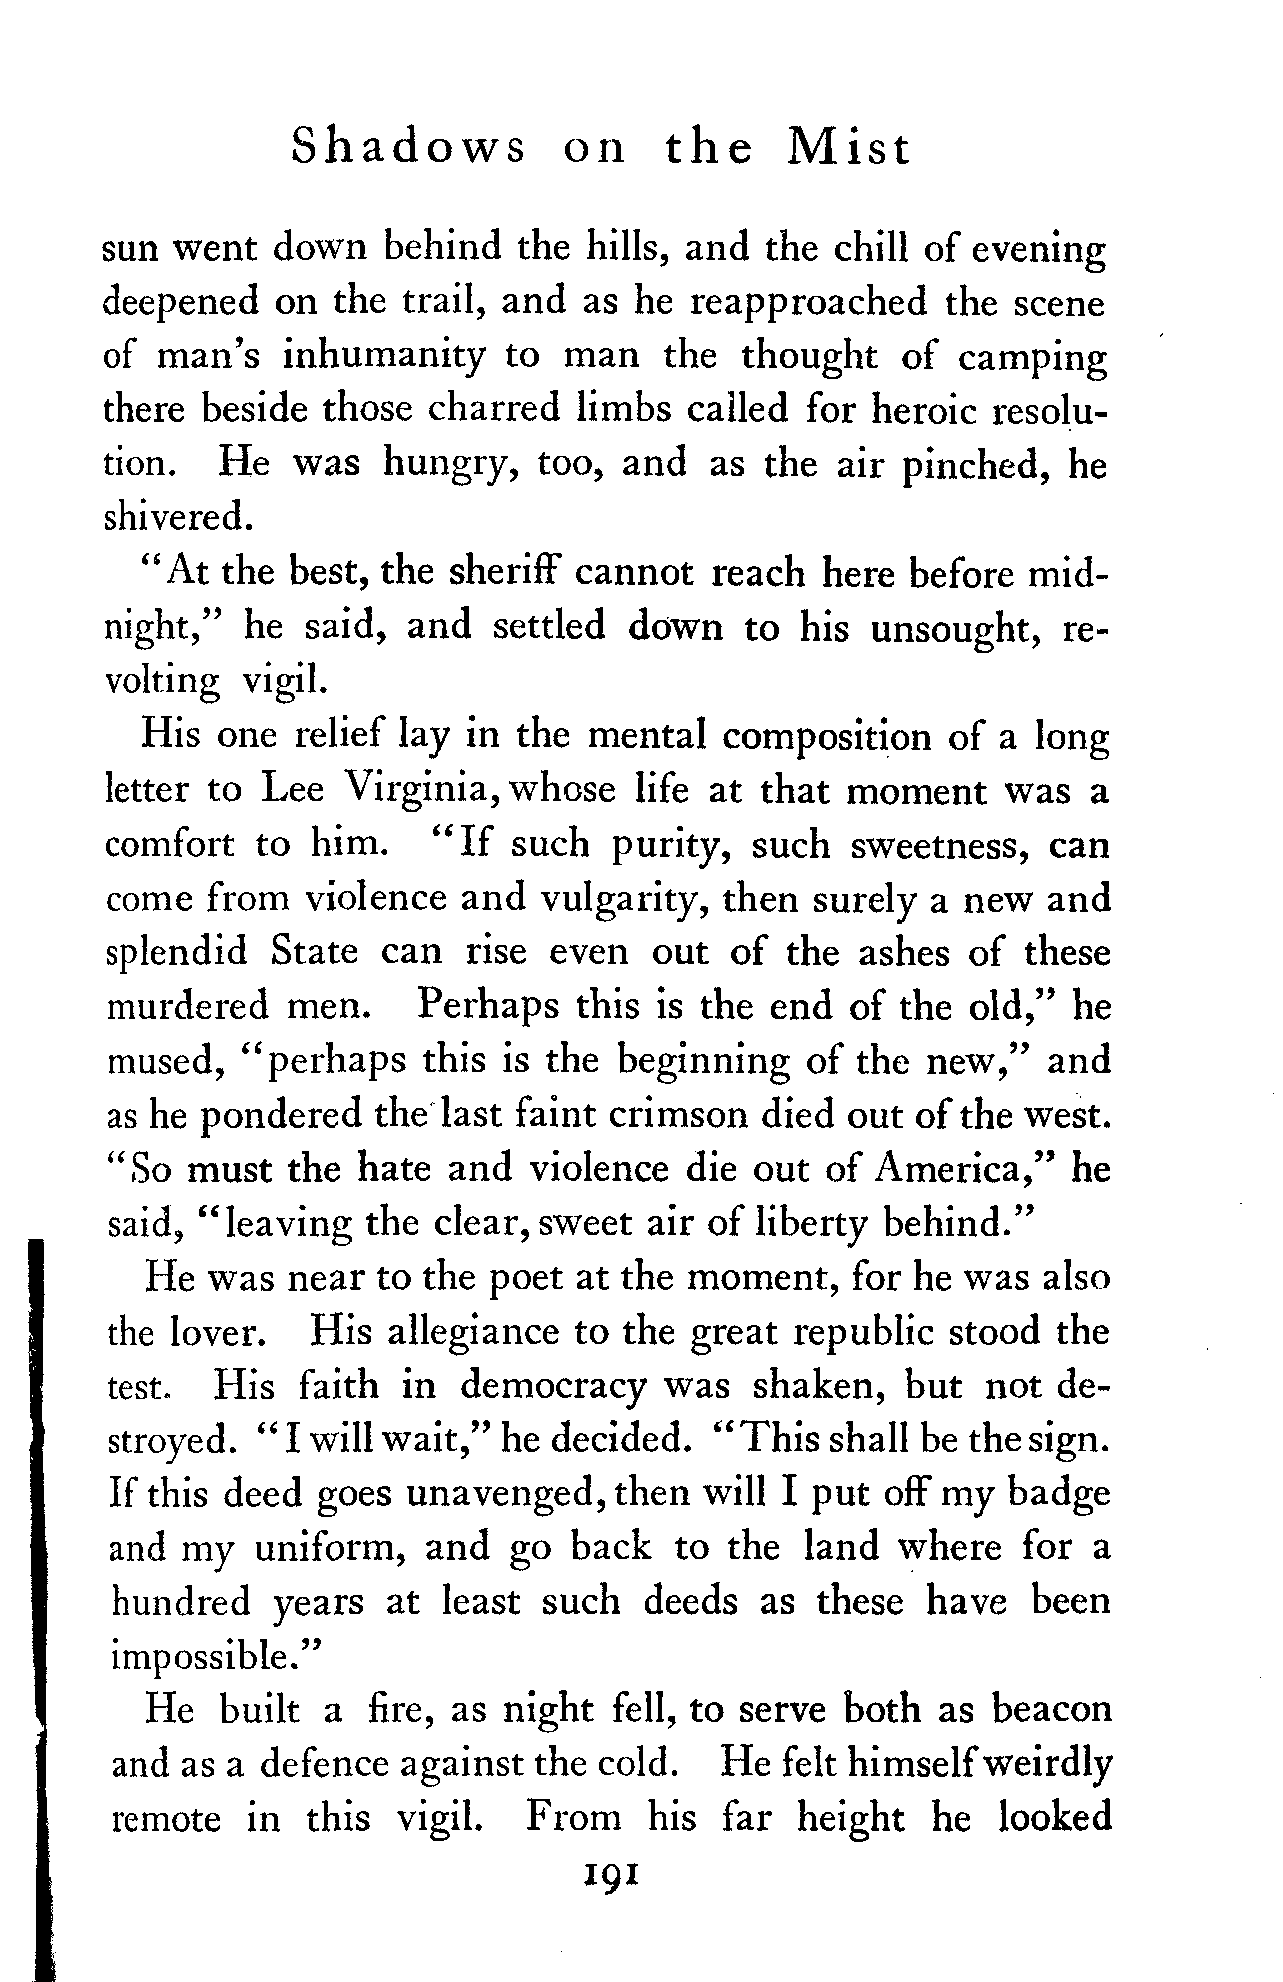 Shadows on the Mist
sun went down behind the hills, and the chill of evening
deepened on the trail, and as he reapproached the scene
of man's inhumanity to man the thought of camping
there beside those charred limbs called for heroic resolu-
tion. He was hungry, too, and as the air pinched, he
shivered.
"At the best, the sheriff cannot reach here before mid-
night," he said, and settled down to his unsought, re-
volting vigil.
His one relief lay in the mental composition of a long
letter to Lee Virginia, whose life at that moment was a
comfort to him. "If such purity, such sweetness, can
come from violence and vulgarity, then surely a new and
splendid State can rise even out of the ashes of these
murdered men. Perhaps this is the end of the old," he
mused, "perhaps this is the beginning of the new," and
as he pondered the last faint crimson died out of the west.
"So must the hate and violence die out of America," he
said, "leaving the clear, sweet air of liberty behind."
He was near to the poet at the moment, for he was also
the lover. His allegiance to the great republic stood the
test. His faith in democracy was shaken, but not de-
stroyed. "I will wait," he decided. "This shall be the sign.
If this deed goes unavenged, then will I put off my badge
and my uniform, and go back to the land where for a
hundred years at least such deeds as these have been
impossible."
He built a fire, as night fell, to serve both as beacon
and as a defence against the cold. He felt himself weirdly
remote in this vigil. From his far height he looked
191